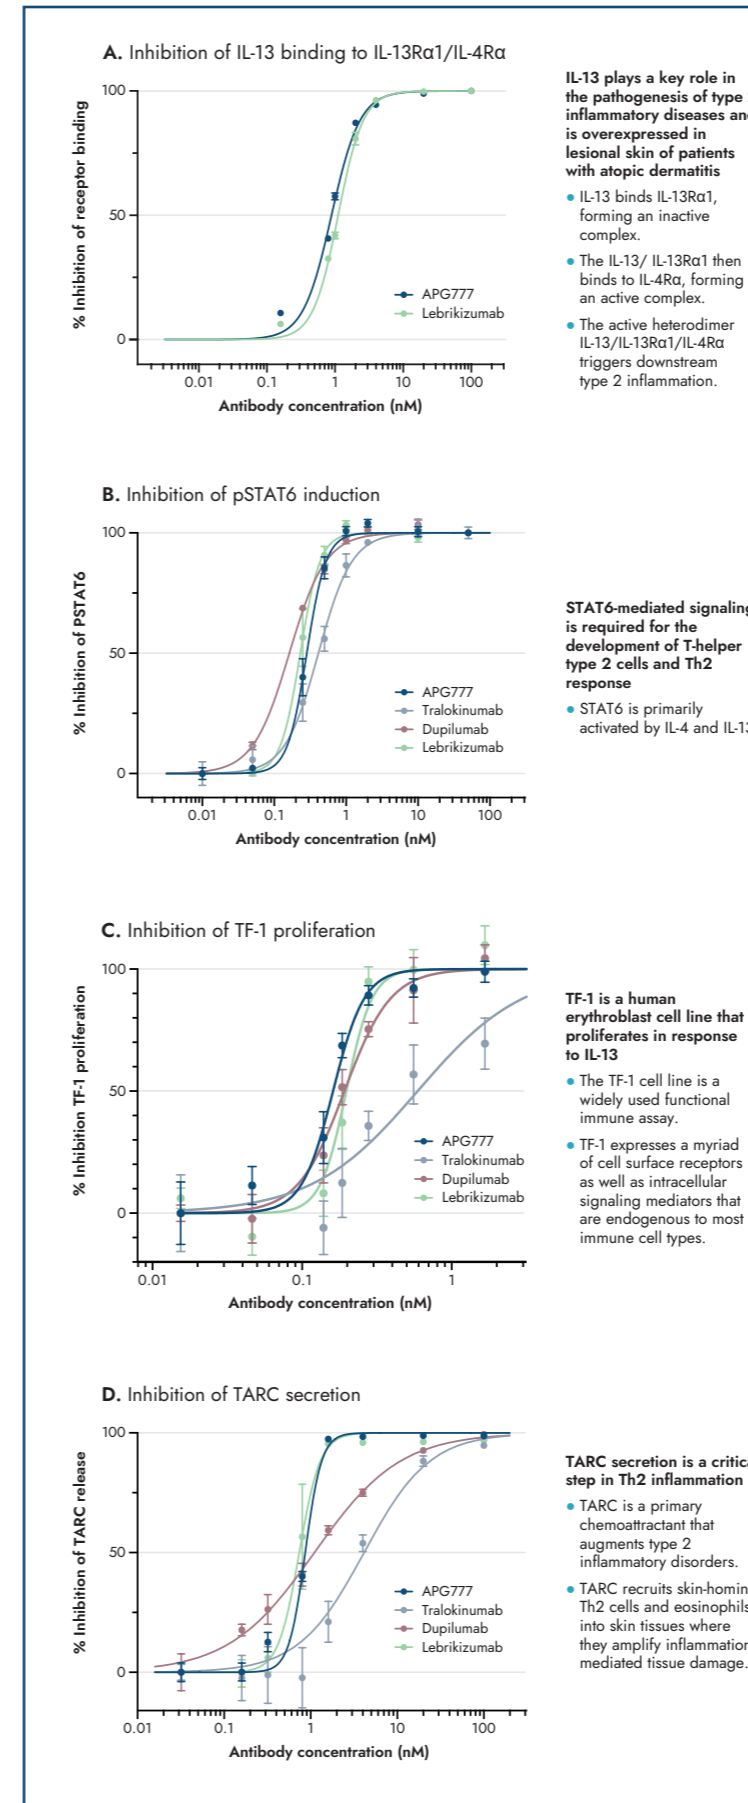 A. Inhibition of IL-13 binding to IL-13Rα1/IL-4Rα
% Inhibition of receptor binding
100
50
0
APG777
Lebrikizumab
0.01 0.1 1 10 100
Antibody concentration (nM)
IL-13 plays a key role in
the pathogenesis of type
inflammatory diseases and
is overexpressed in
lesional skin of patients
with atopic dermatitis
• IL-13 binds IL-13Rα1,
forming an inactive
complex.
• The IL-13/ IL-13Rα1 then
binds to IL-4Rα, forming
an active complex.
• The active heterodimer
IL-13/IL-13Rα1/IL-4Rα
triggers downstream
type 2 inflammation.
B. Inhibition of pSTAT6 induction
% Inhibition of PSTAT6
100
50
0
APG777
Tralokinumab
Dupilumab
Lebrikizumab
0.01 0.1 1 10 100
Antibody concentration (nM)
STAT6-mediated signaling
is required for the
development of T-helper
type 2 cells and Th2
response
• STAT6 is primarily
activated by IL-4 and IL-13
C. Inhibition of TF-1 proliferation
% Inhibition TF-1 proliferation
100
50
0
APG777
Tralokinumab
Dupilumab
Lebrikizumab
0.01 0.1 1
Antibody concentration (nM)
TF-1 is a human
erythroblast cell line that
proliferates in response
to IL-13
• The TF-1 cell line is a
widely used functional
immune assay.
• TF-1 expresses a myriad
of cell surface receptors
as well as intracellular
signaling mediators that
are endogenous to most
immune cell types.
D. Inhibition of TARC secretion
% Inhibition of TARC release
100
50
0
APG777
Tralokinumab
Dupilumab
Lebrikizumab
0.01 0.1 1 10 100
Antibody concentration (nM)
TARC secretion is a critica
step in Th2 inflammation
• TARC is a primary
chemoattractant that
augments type 2
inflammatory disorders.
• TARC recruits skin-homin
Th2 cells and eosinophils
into skin tissues where
they amplify inflammation
mediated tissue damage.